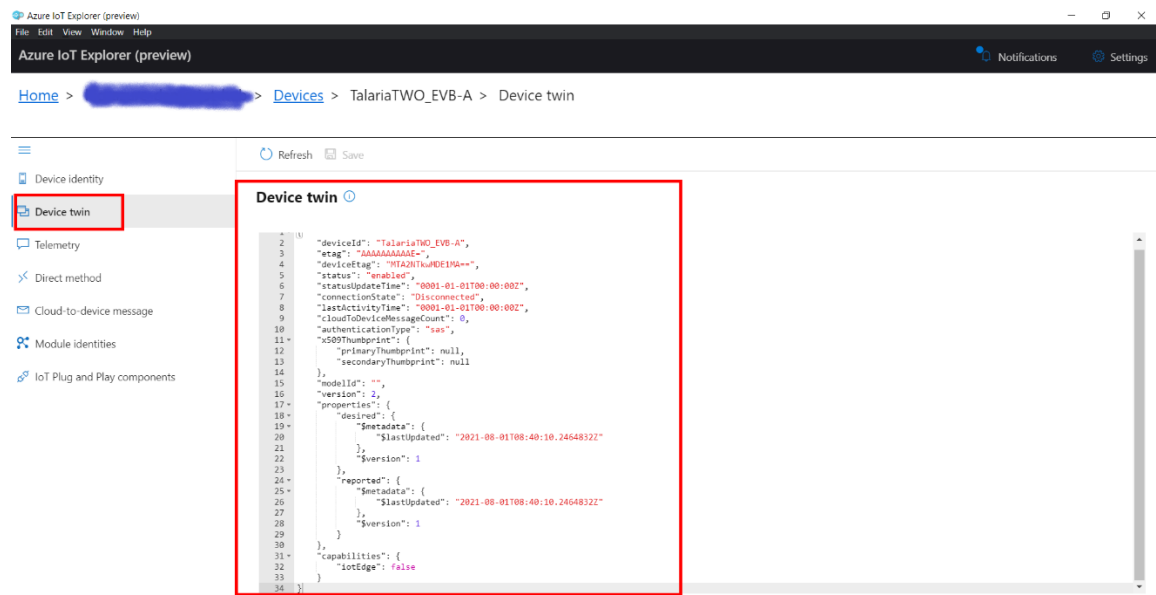 Azure IoT Explorer (preview)
File Edit View Window Help
Azure IoT Explorer (preview)
Notifications
Settings
Home > > Devices > TalariaTWO_EVB-A > Device twin
Refresh Save
Device identity
Device twin
Telemetry
Direct method
Cloud-to-device message
Module identities
IoT Plug and Play components
Device twin
1 {
2 "deviceId": "TalariaTWO_EVB-A",
3 "etag": "AAAAAAAAAAE=",
4 "deviceEtag": "MTA2NTkwMDE1MA==",
5 "status": "enabled",
6 "statusUpdateTime": "0001-01-01T00:00:00Z",
7 "connectionState": "Disconnected",
8 "lastActivityTime": "0001-01-01T00:00:00Z",
9 "cloudToDeviceMessageCount": 0,
10 "authenticationType": "sas",
11 "x509Thumbprint": {
12 "primaryThumbprint": null,
13 "secondaryThumbprint": null
14 },
15 "modelId": "",
16 "version": 2,
17 "properties": {
18 "desired": {
19 "$metadata": {
20 "$lastUpdated": "2021-08-01T08:40:10.2464832Z"
21 },
22 "$version": 1
23 },
24 "reported": {
25 "$metadata": {
26 "$lastUpdated": "2021-08-01T08:40:10.2464832Z"
27 },
28 "$version": 1
29 }
30 },
31 "capabilities": {
32 "iotEdge": false
33 }
34 }